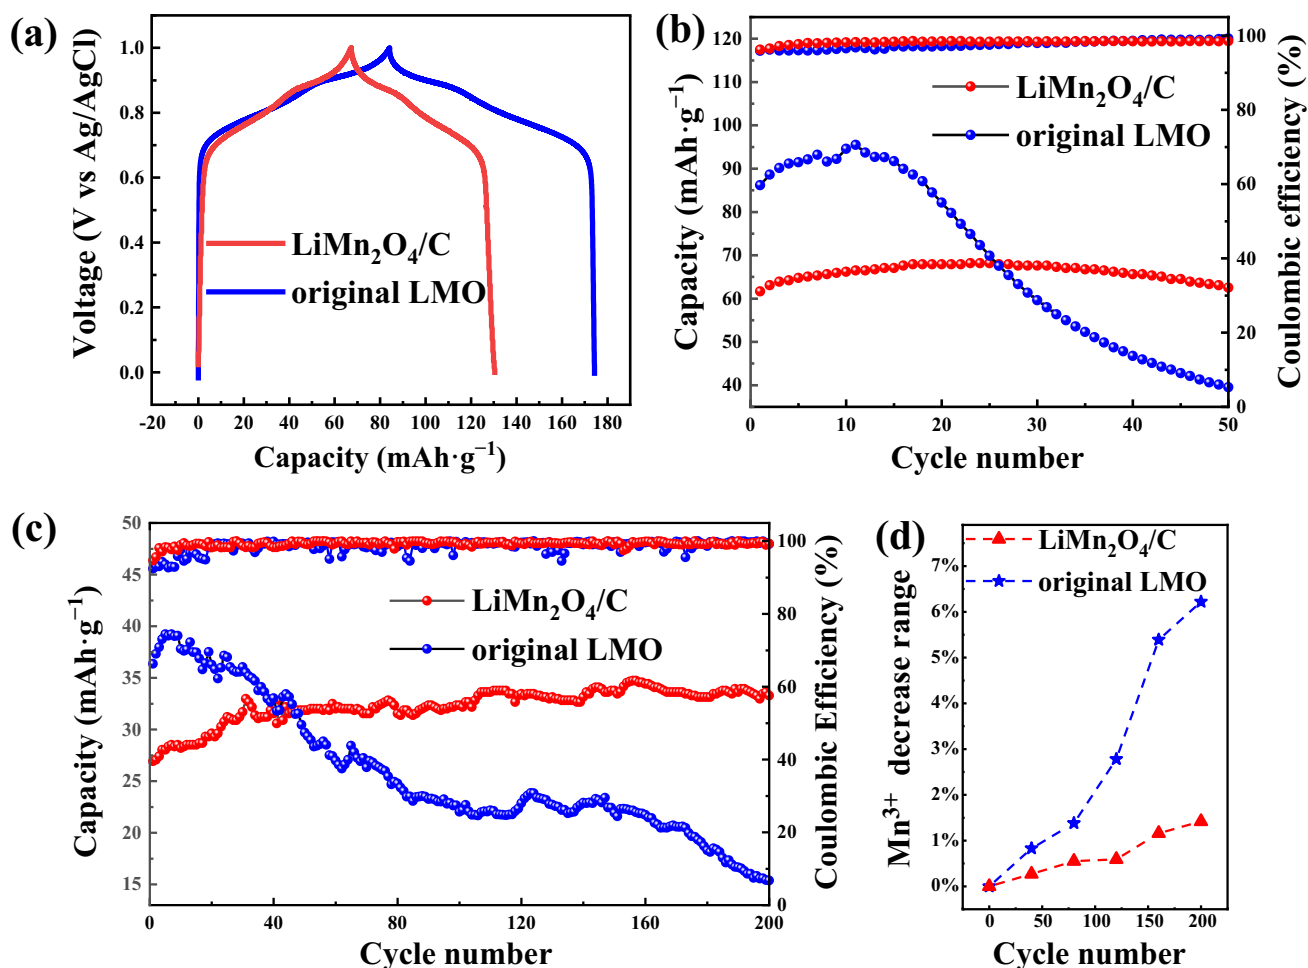 (a)
Voltage (V vs Ag/AgCl)
1.0
0.8
0.6
0.4
0.2
0.0
LiMn₂O₄/C
original LMO
-20 0 20 40 60 80 100 120 140 160 180
Capacity (mAh·g⁻¹)
(b)
Capacity (mAh·g⁻¹)
120
110
100
90
80
70
60
50
40
LiMn₂O₄/C
original LMO
100
80
60
40
20
0
Coulombic efficiency (%)
0 10 20 30 40 50
Cycle number
(c)
Capacity (mAh·g⁻¹)
50
45
40
35
30
25
20
15
LiMn₂O₄/C
original LMO
100
80
60
40
20
0
Coulombic Efficiency (%)
0 40 80 120 160 200
Cycle number
(d)
Mn³⁺ decrease range
7%
6%
5%
4%
3%
2%
1%
0%
LiMn₂O₄/C
original LMO
0 50 100 150 200
Cycle number